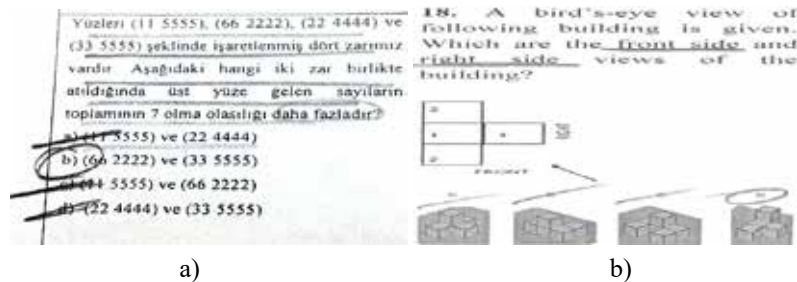 Yüzleri (11 5555), (66 2222), (22 4444) ve
(33 5555) şeklinde işaretlenmiş dört zarımız
vardır. Aşağıdaki hangi iki zar birlikte
atıldığında üst yüze gelen sayıların
toplamının 7 olma olasılığı daha fazladır?
a) (11 5555) ve (22 4444)
b) (66 2222) ve (33 5555)
c) (11 5555) ve (66 2222)
d) (22 4444) ve (33 5555)
a)
18. A bird's-eye view of
following building is given.
Which are the front side and
right side views of the
building?
2
2
FRONT
b)